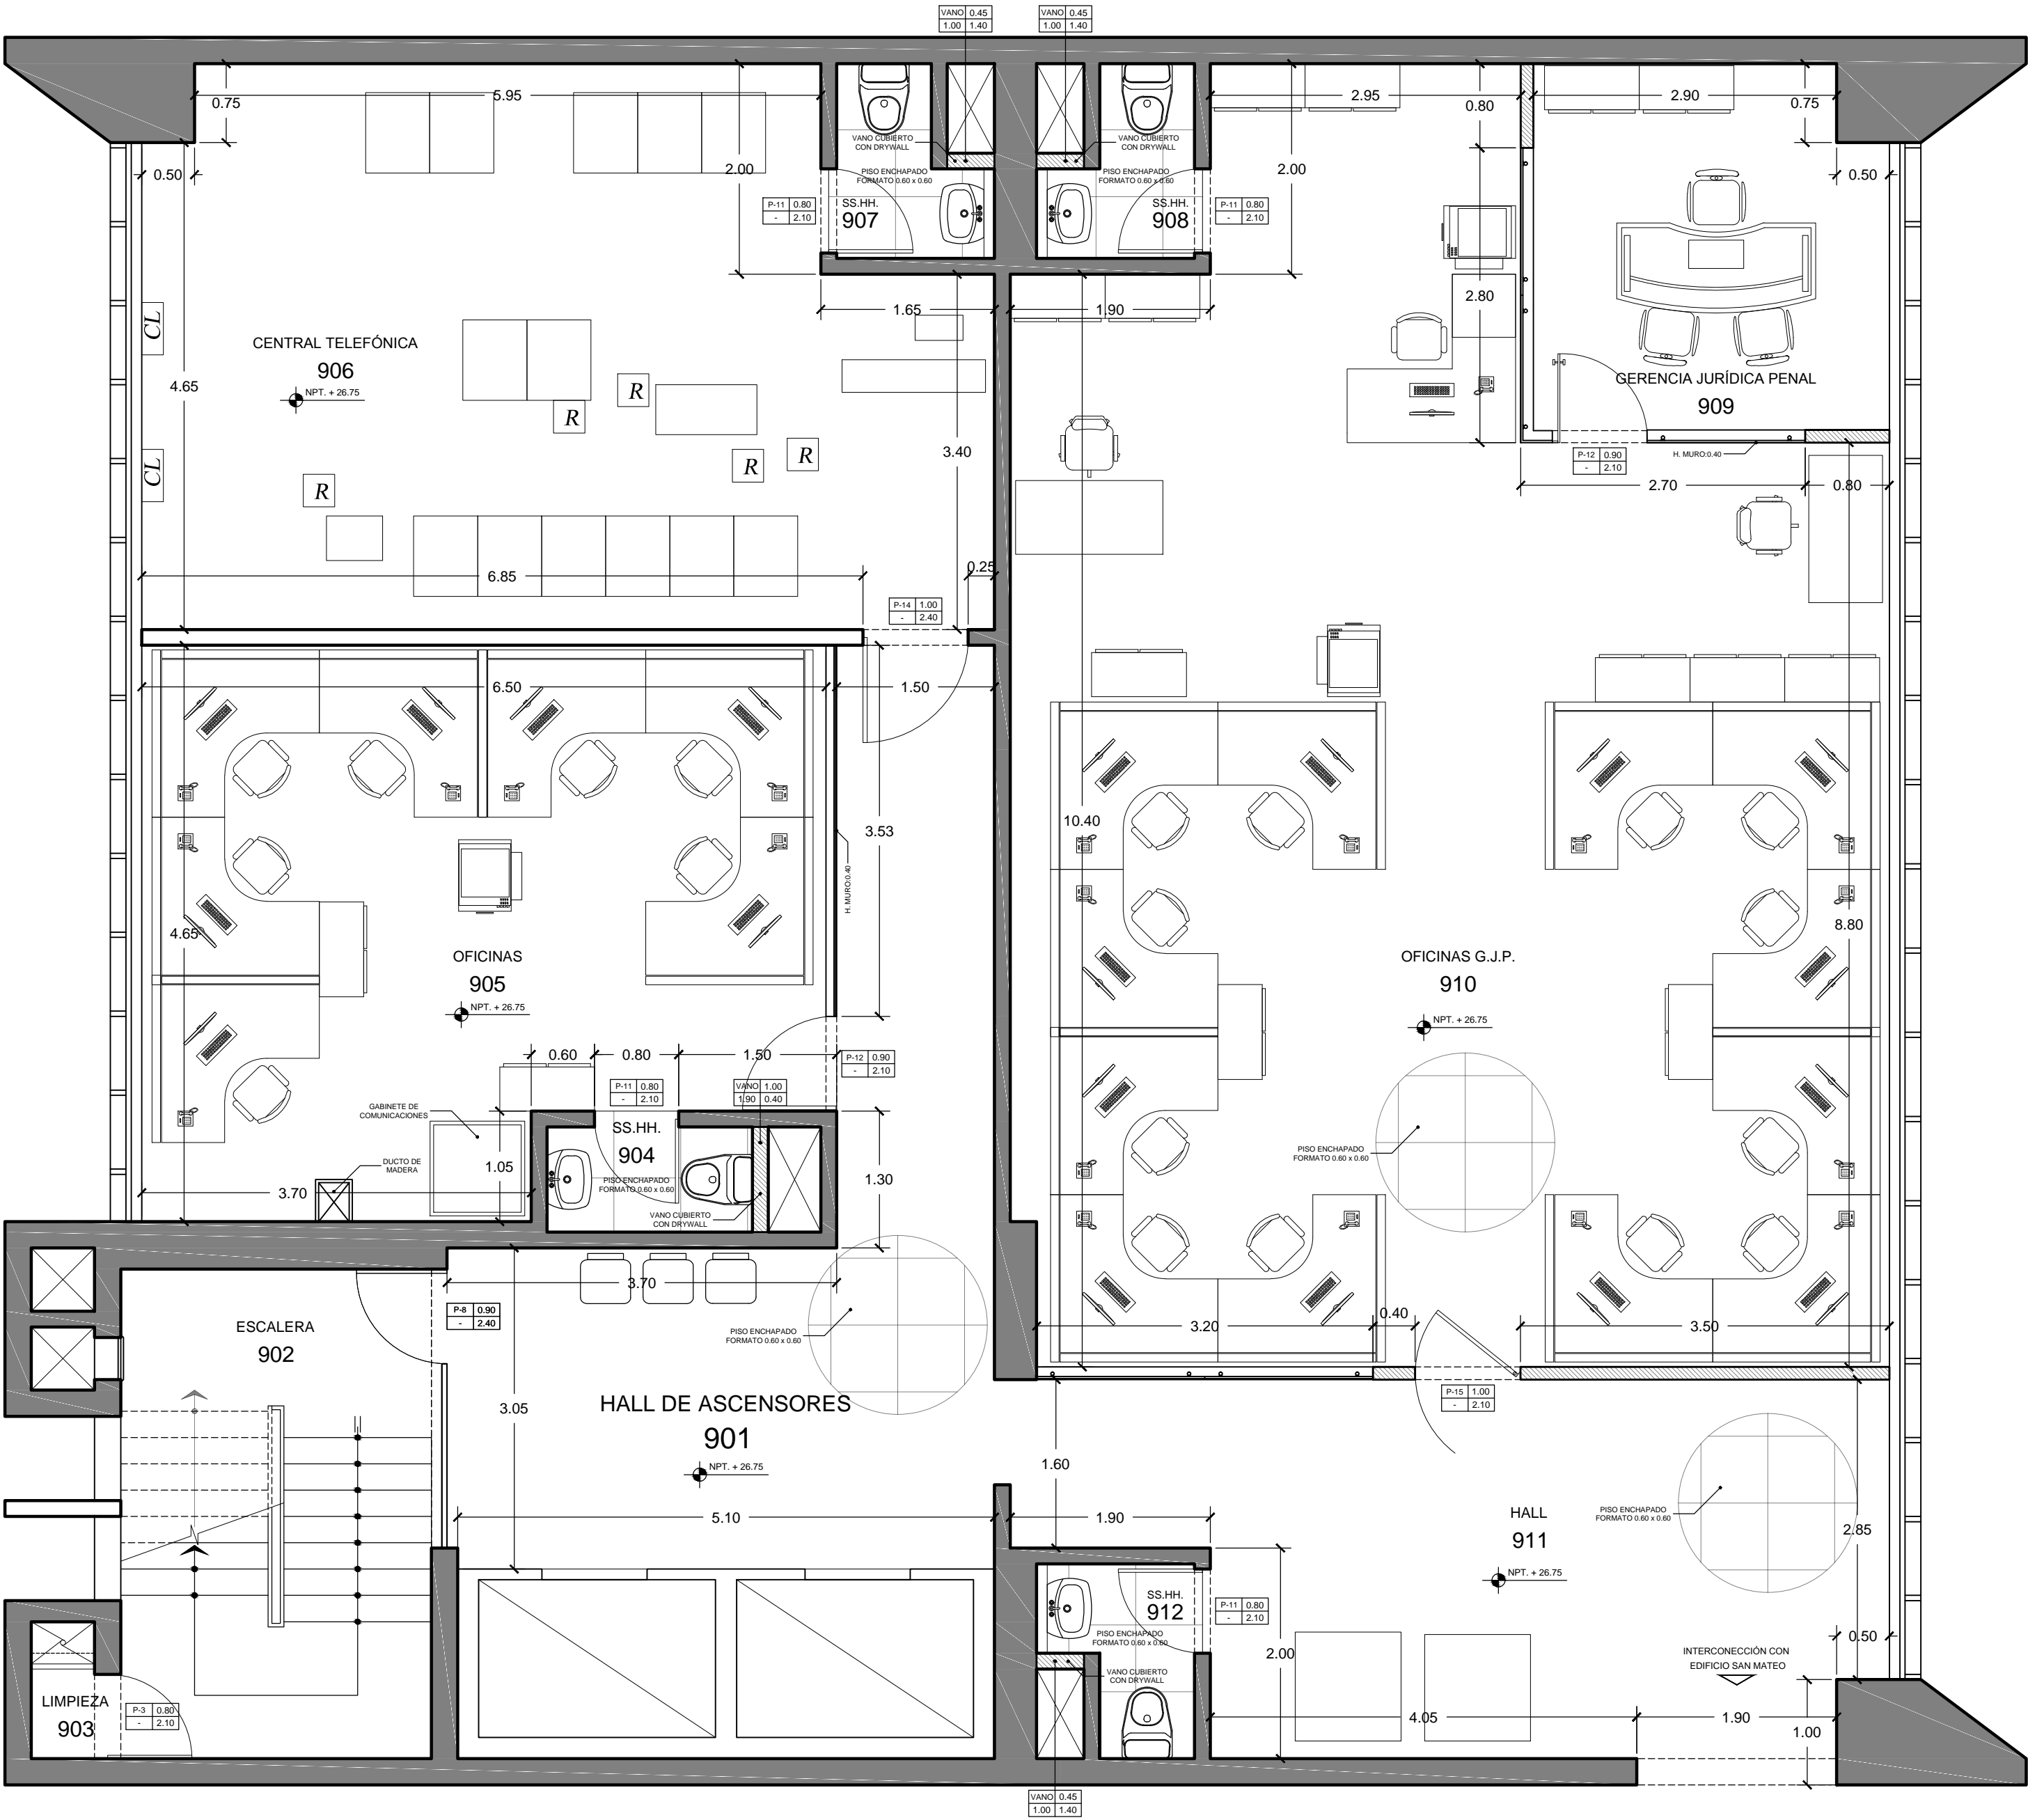 VANO 0.45
1.00 1.40
VANO 0.45
1.00 1.40
5.95
0.75
2.95
0.80
2.90
0.75
VANO CUBIERTO
CON DRYWALL
VANO CUBIERTO
CON DRYWALL
0.50
2.00
PISO ENCHAPADO
FORMATO 0.60 x 0.60
PISO ENCHAPADO
FORMATO 0.60 x 0.60
2.00
0.50
P-11 0.80
- 2.10
SS.HH.
907
SS.HH.
908
P-11 0.80
- 2.10
2.80
1.65
1.90
CL
CENTRAL TELEFÓNICA
906
NPT. + 26.75
4.65
R
R
R
R
R
CL
3.40
GERENCIA JURÍDICA PENAL
909
P-12 0.90
- 2.10
H. MURO:0.40
2.70
0.80
6.85
0.25
P-14 1.00
- 2.40
6.50
1.50
3.53
10.40
H. MURO:0.40
4.65
8.80
OFICINAS
905
NPT. + 26.75
OFICINAS G.J.P.
910
NPT. + 26.75
0.60
0.80
1.50
P-12 0.90
- 2.10
P-11 0.80
- 2.10
VANO 1.00
1.90 0.40
GABINETE DE
COMUNICACIONES
SS.HH.
904
PISO ENCHAPADO
FORMATO 0.60 x 0.60
DUCTO DE
MADERA
1.05
1.30
3.70
PISO ENCHAPADO
FORMATO 0.60 x 0.60
VANO CUBIERTO
CON DRYWALL
3.70
P-8 0.90
- 2.40
ESCALERA
902
PISO ENCHAPADO
FORMATO 0.60 x 0.60
3.20
0.40
3.50
HALL DE ASCENSORES
901
NPT. + 26.75
3.05
P-15 1.00
- 2.10
1.60
5.10
1.90
HALL
911
NPT. + 26.75
PISO ENCHAPADO
FORMATO 0.60 x 0.60
2.85
SS.HH.
912
P-11 0.80
- 2.10
PISO ENCHAPADO
FORMATO 0.60 x 0.60
VANO CUBIERTO
CON DRYWALL
2.00
0.50
INTERCONECCIÓN CON
EDIFICIO SAN MATEO
LIMPIEZA
903
P-3 0.80
- 2.10
4.05
1.90
1.00
VANO 0.45
1.00 1.40